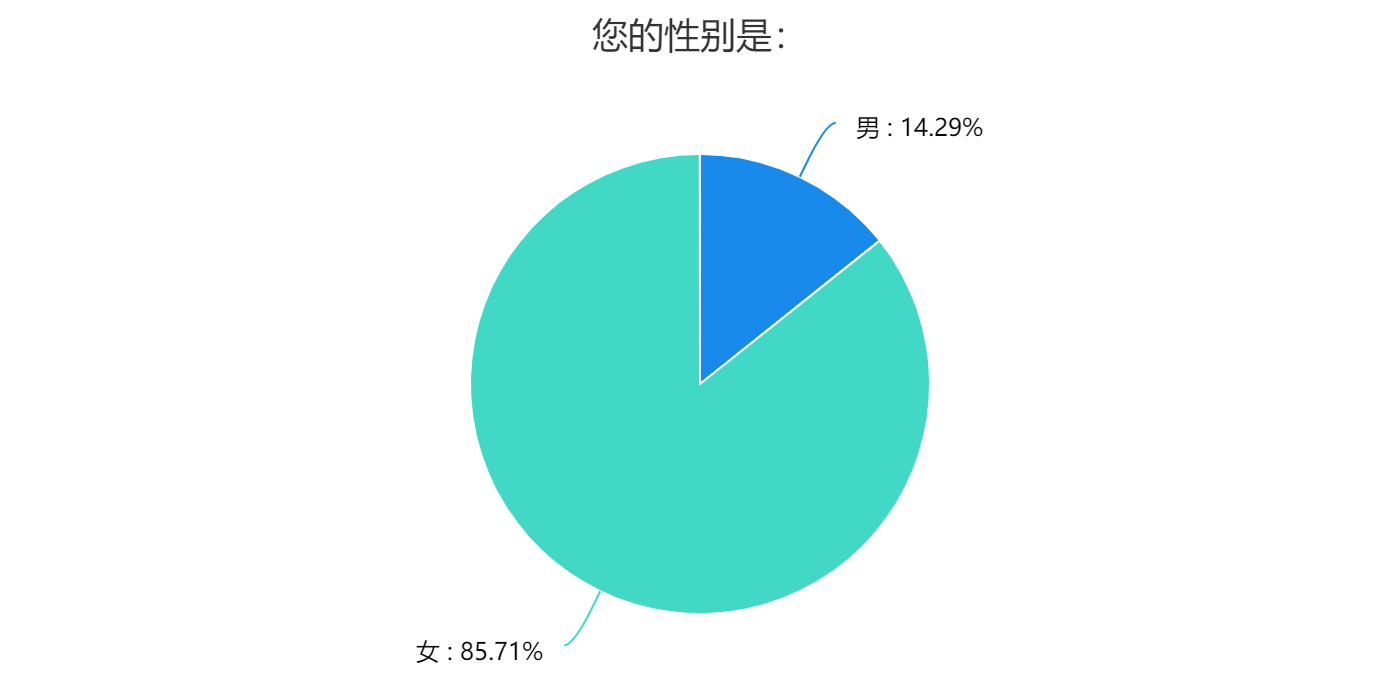 您的性别是：
男 : 14.29%
女 : 85.71%